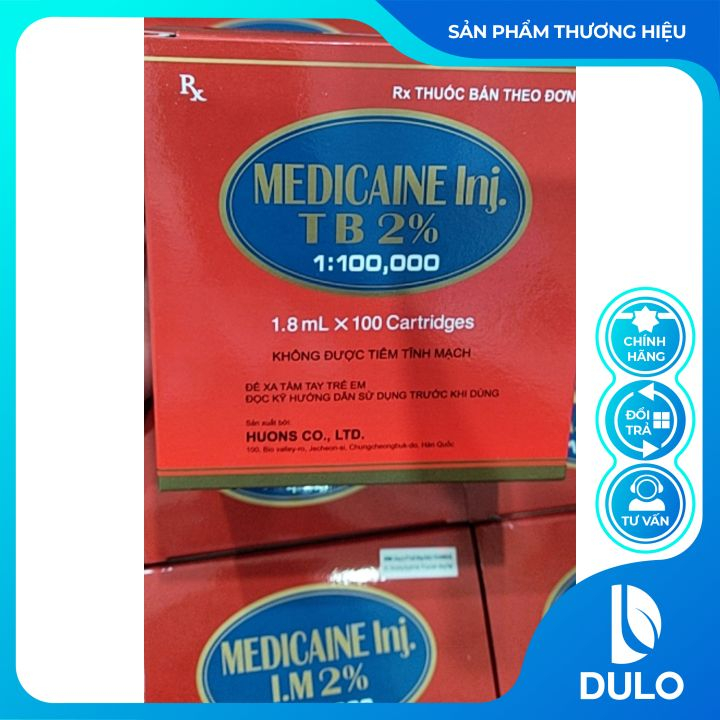 SẢN PHẨM THƯƠNG HIỆU
Rx
Rx THUỐC BÁN THEO ĐƠN
MEDICAINE Inj.
TB 2%
1:100,000
1.8 mL × 100 Cartridges
KHÔNG ĐƯỢC TIÊM TĨNH MẠCH
ĐỂ XA TẦM TAY TRẺ EM
ĐỌC KỸ HƯỚNG DẪN SỬ DỤNG TRƯỚC KHI DÙNG
Sản xuất bởi:
HUONS CO., LTD.
100, Bio valley-ro, Jecheon-si, Chungcheongbuk-do, Hàn Quốc
CHÍNH
HÃNG
ĐỔI
TRẢ
TƯ VẤN
MEDICAINE Inj.
I.M 2%
DULO